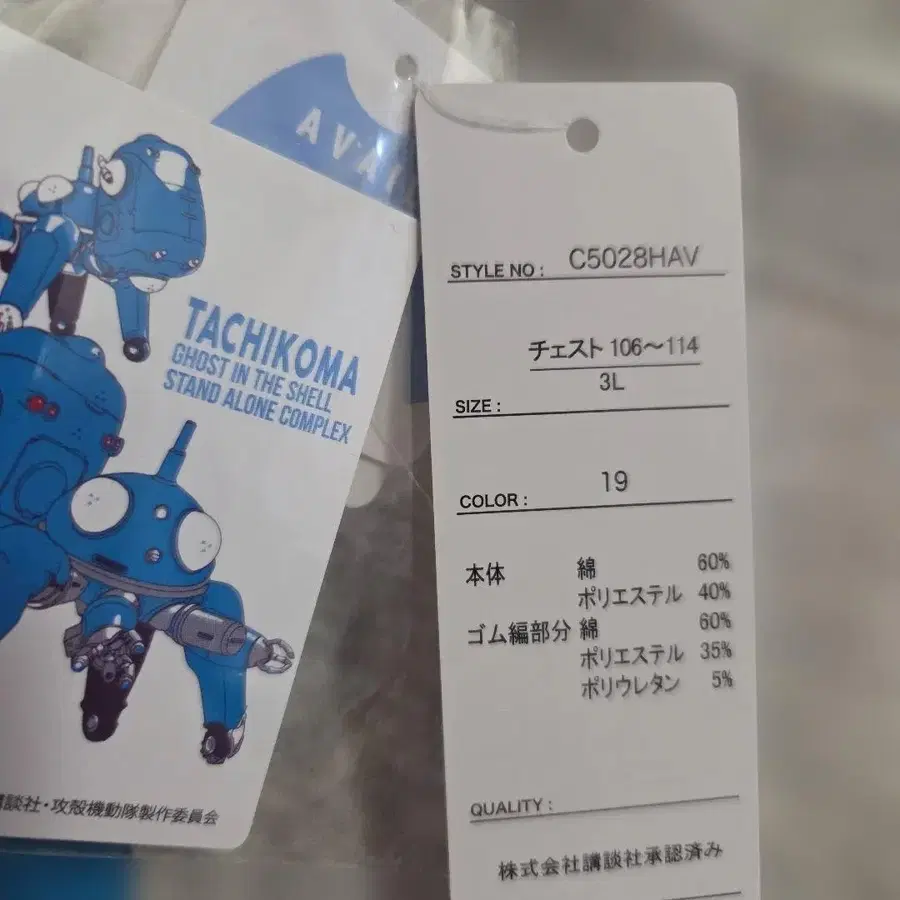 AVA
TACHIKOMA
GHOST IN THE SHELL
STAND ALONE COMPLEX
談社・攻殻機動隊製作委員会
STYLE NO : C5028HAV
チェスト 106〜114
3L
SIZE :
COLOR : 19
本体 綿 60%
ポリエステル 40%
ゴム編部分 綿 60%
ポリエステル 35%
ポリウレタン 5%
QUALITY :
株式会社講談社承認済み